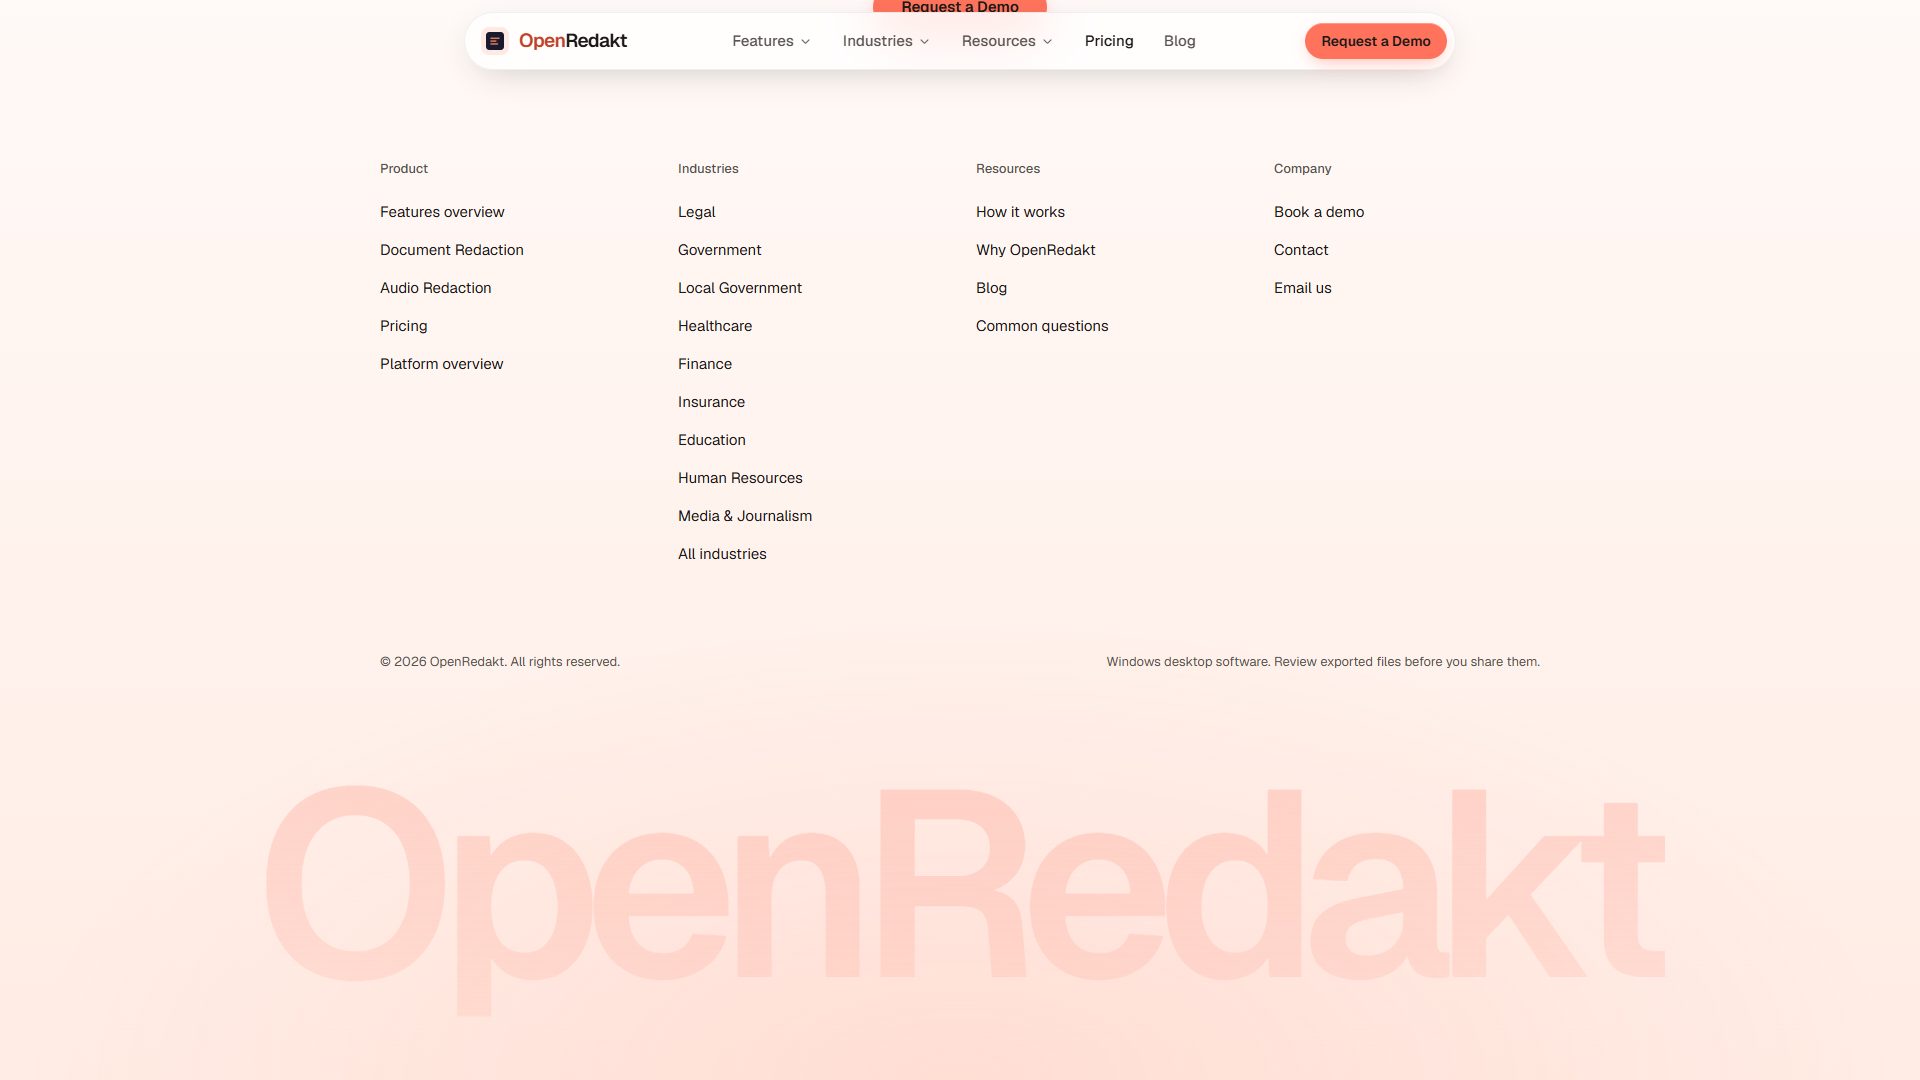 Request a Demo
OpenRedakt
Features
Industries
Resources
Pricing
Blog
Request a Demo
Product
Features overview
Document Redaction
Audio Redaction
Pricing
Platform overview
Industries
Legal
Government
Local Government
Healthcare
Finance
Insurance
Education
Human Resources
Media & Journalism
All industries
Resources
How it works
Why OpenRedakt
Blog
Common questions
Company
Book a demo
Contact
Email us
© 2026 OpenRedakt. All rights reserved.
Windows desktop software. Review exported files before you share them.
OpenRedakt